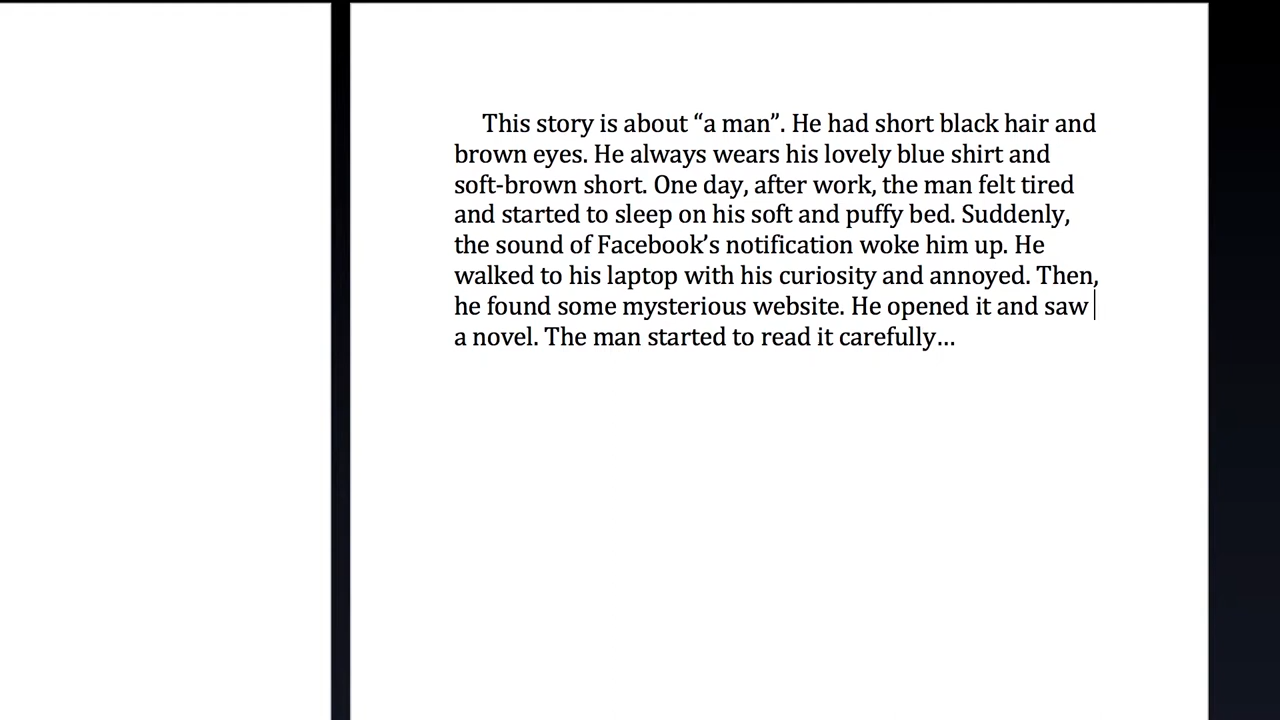 This story is about “a man”. He had short black hair and
brown eyes. He always wears his lovely blue shirt and
soft-brown short. One day, after work, the man felt tired
and started to sleep on his soft and puffy bed. Suddenly,
the sound of Facebook’s notification woke him up. He
walked to his laptop with his curiosity and annoyed. Then,
he found some mysterious website. He opened it and saw
a novel. The man started to read it carefully…